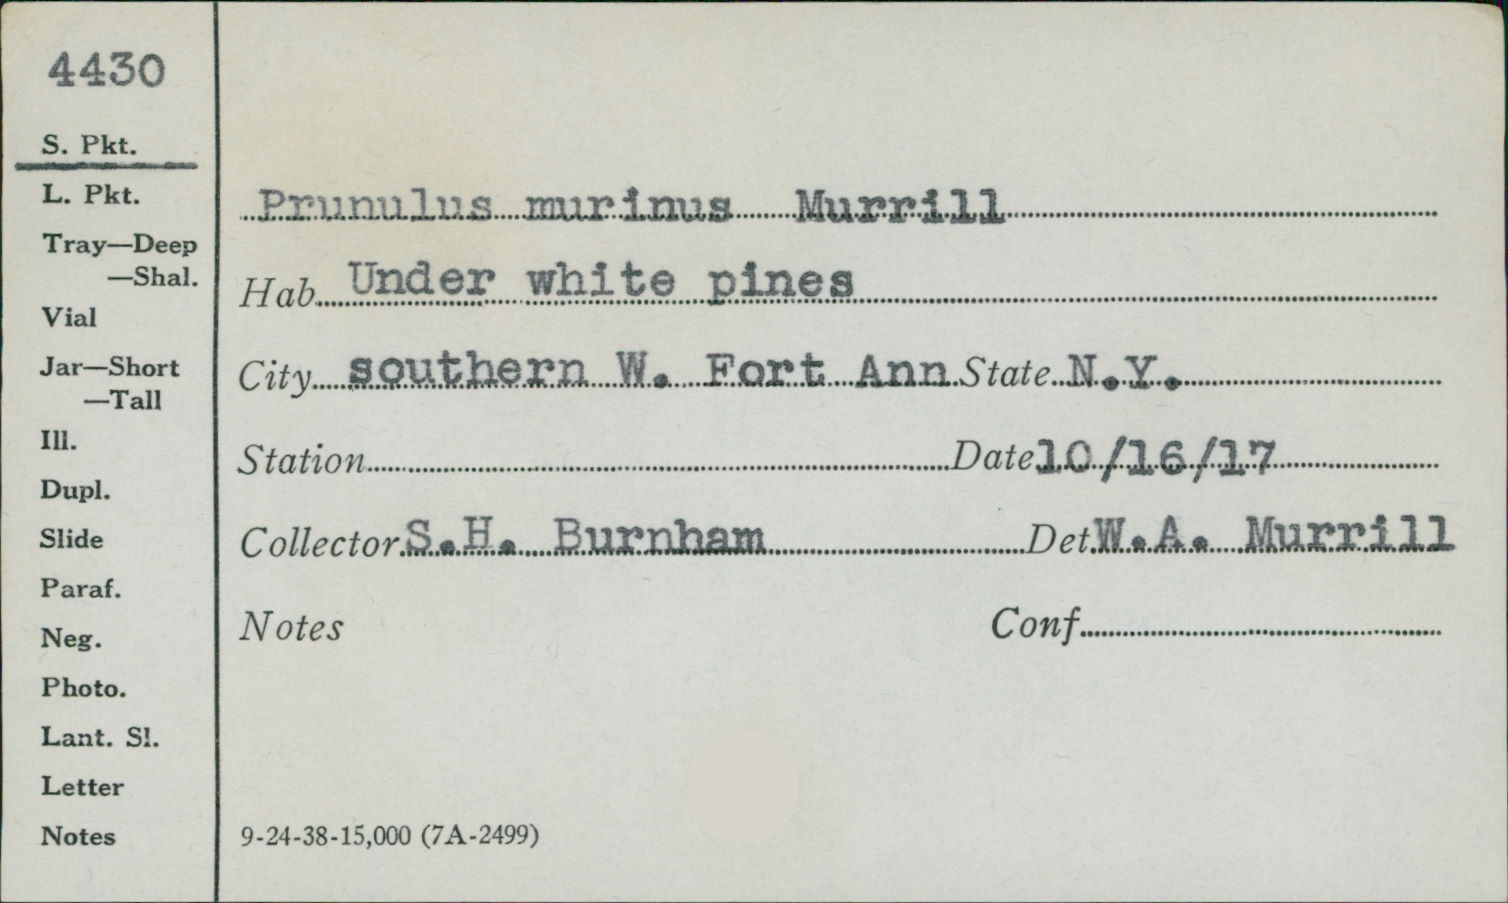 4430
S. Pkt.
L. Pkt.
Tray—Deep
—Shal.
Vial
Jar—Short
—Tall
Ill.
Dupl.
Slide
Paraf.
Neg.
Photo.
Lant. Sl.
Letter
Notes
Prunulus murinus Murrill
Hab. Under white pines
City southern W. Fort Ann State N.Y.
Station Date 10/16/17
Collector S.H. Burnham Det. W.A. Murrill
Notes Conf.
9-24-38-15,000 (7A-2499)